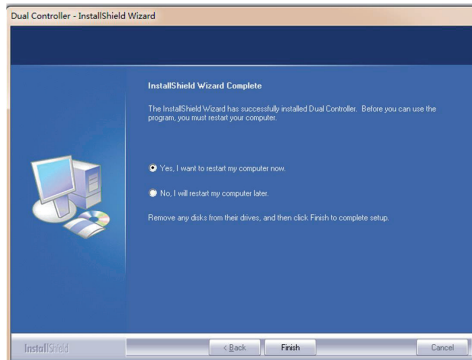 Dual Controller - InstallShield Wizard
InstallShield Wizard Complete
The InstallShield Wizard has successfully installed Dual Controller. Before you can use the
program, you must restart your computer.
Yes, I want to restart my computer now.
No, I will restart my computer later.
Remove any disks from their drives, and then click Finish to complete setup.
InstallShield
< Back
Finish
Cancel